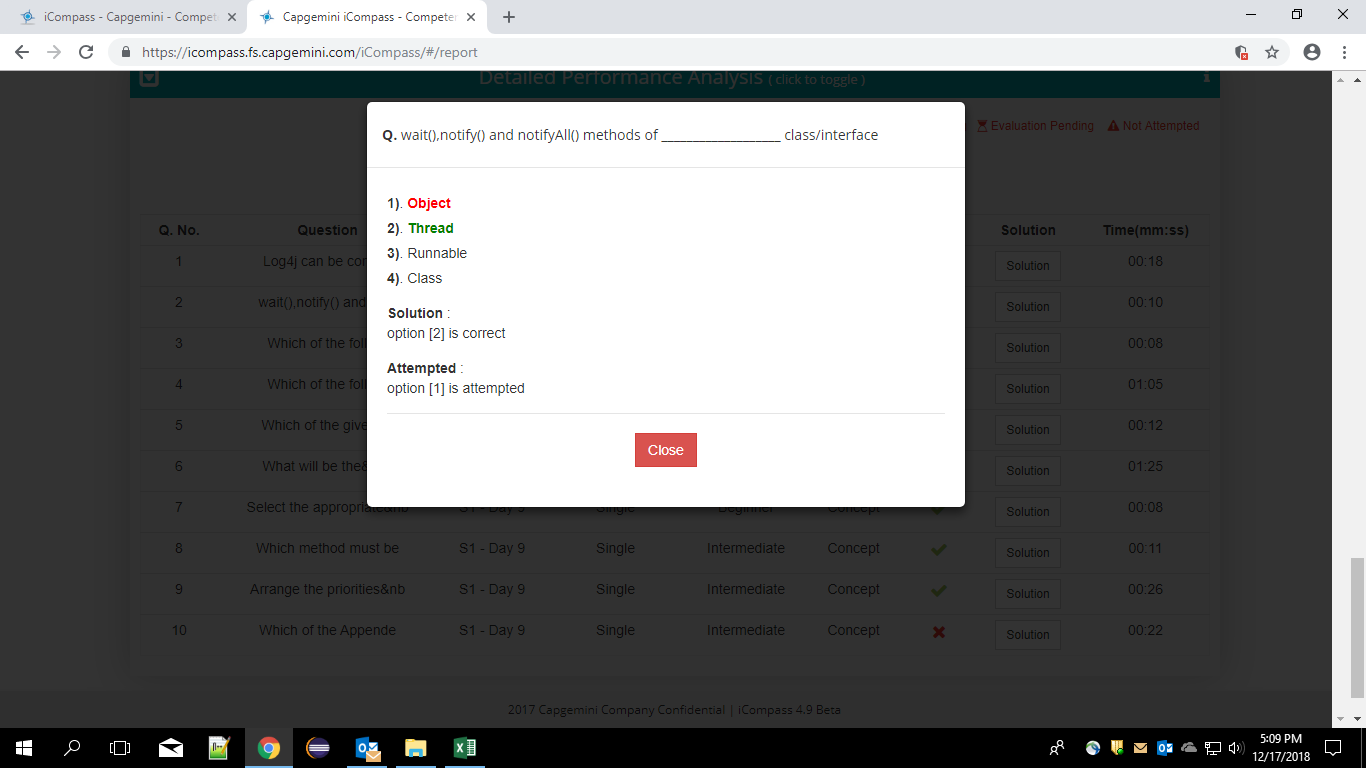 iCompass - Capgemini - Compet
Capgemini iCompass - Competen
https://icompass.fs.capgemini.com/iCompass/#/report
Detailed Performance Analysis ( click to toggle )
Q. wait(),notify() and notifyAll() methods of ___________________ class/interface
Evaluation Pending Not Attempted
1). Object
2). Thread
3). Runnable
4). Class
Solution :
option [2] is correct
Attempted :
option [1] is attempted
Close
Q. No. Question Solution Time(mm:ss)
1 Log4j can be con Solution 00:18
2 wait(),notify() and Solution 00:10
3 Which of the foll Solution 00:08
4 Which of the foll Solution 01:05
5 Which of the give Solution 00:12
6 What will be the& Solution 01:25
7 Select the appropriate&nb S1 - Day 9 Single Beginner Concept Solution 00:08
8 Which method must be S1 - Day 9 Single Intermediate Concept Solution 00:11
9 Arrange the priorities&nb S1 - Day 9 Single Intermediate Concept Solution 00:26
10 Which of the Appende S1 - Day 9 Single Intermediate Concept Solution 00:22
2017 Capgemini Company Confidential | iCompass 4.9 Beta
5:09 PM
12/17/2018